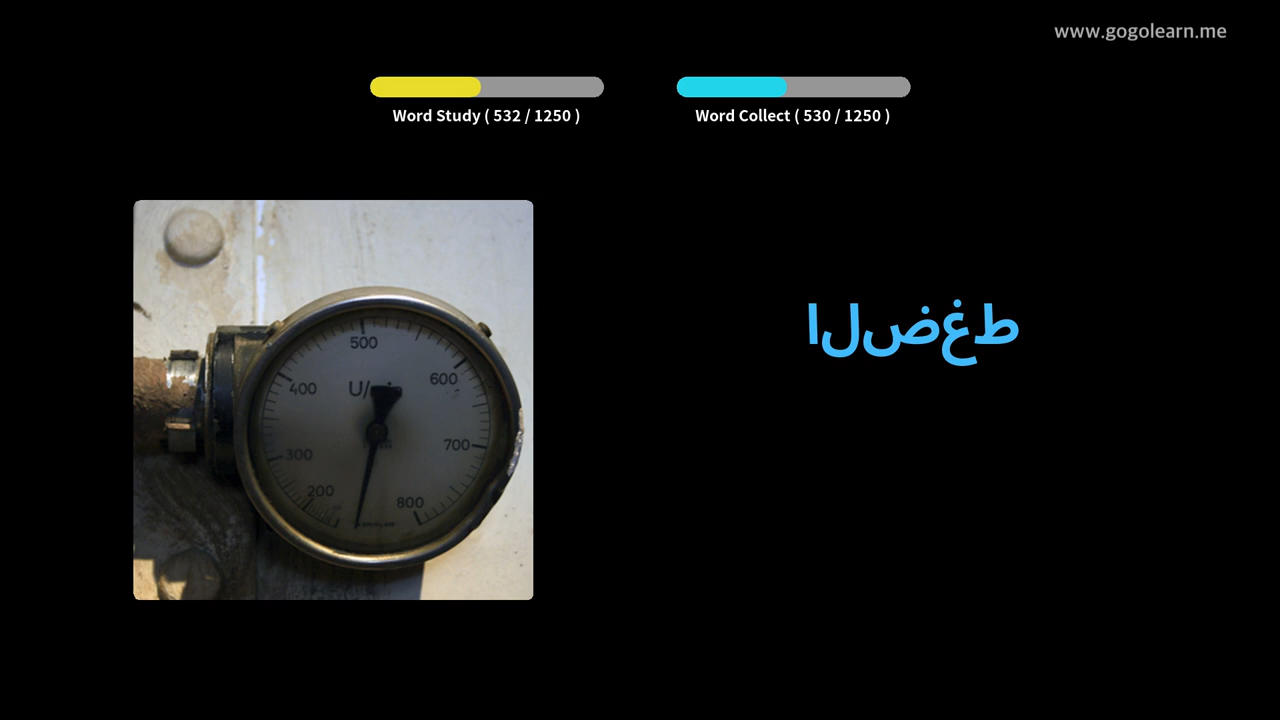 www.gogolearn.me
Word Study ( 532 / 1250 )
Word Collect ( 530 / 1250 )
الضغط
500
400
600
300
700
200
800